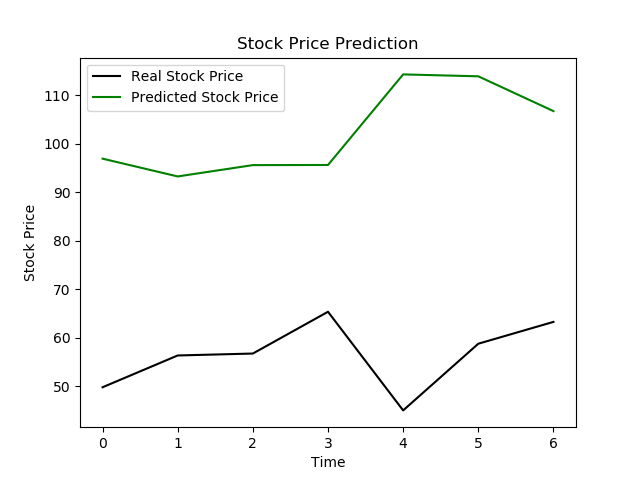 Stock Price Prediction
Real Stock Price
Predicted Stock Price
Stock Price
110
100
90
80
70
60
50
0 1 2 3 4 5 6
Time